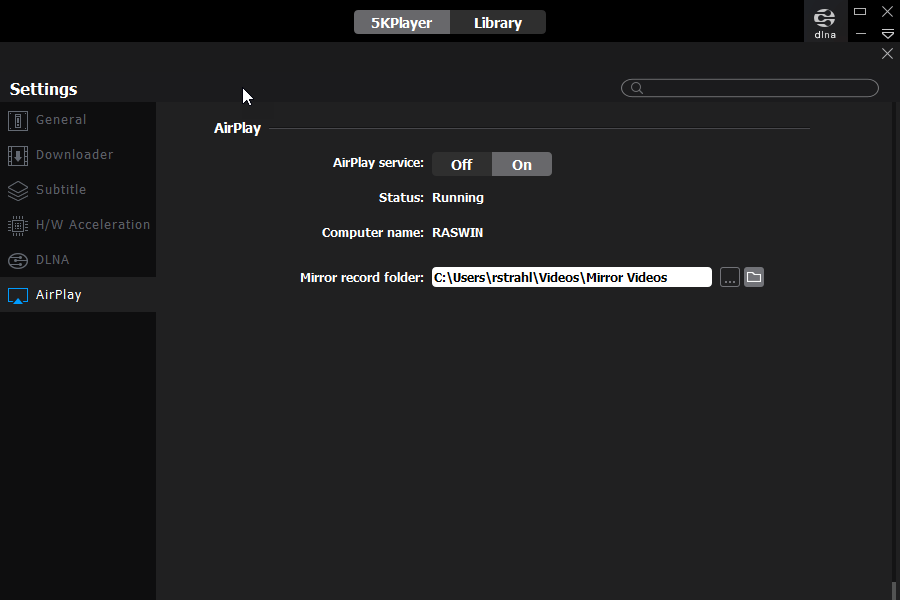 5KPlayer Library
dlna
Settings
General
Downloader
Subtitle
H/W Acceleration
DLNA
AirPlay
AirPlay
AirPlay service: Off On
Status: Running
Computer name: RASWIN
Mirror record folder: C:\Users\rstrahl\Videos\Mirror Videos ...